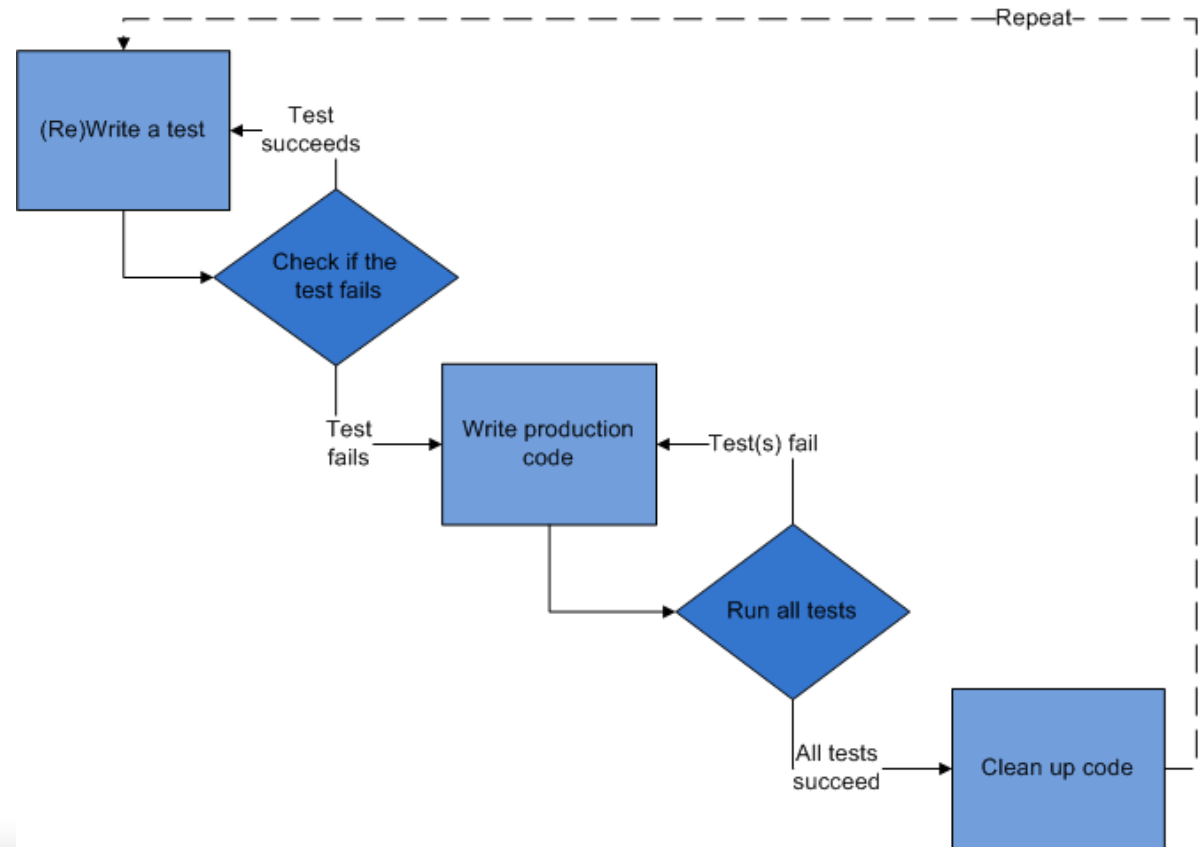 Repeat
(Re)Write a test
Test
succeeds
Check if the
test fails
Test
fails
Write production
code
Test(s) fail
Run all tests
All tests
succeed
Clean up code